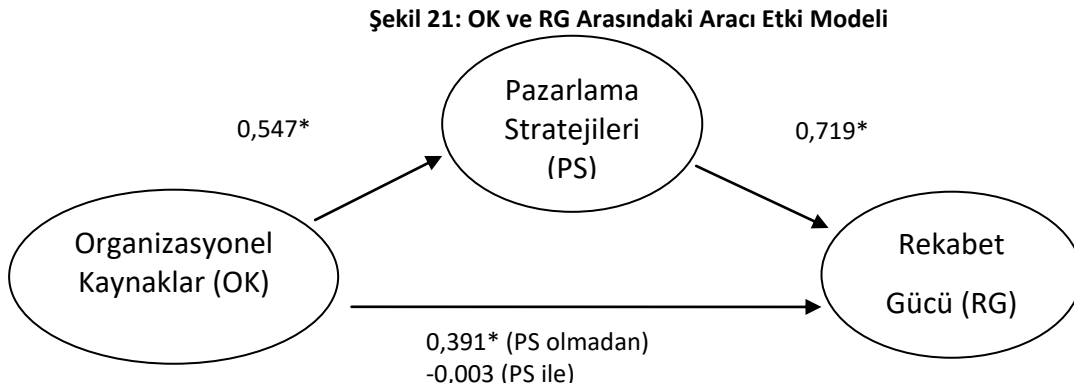 Şekil 21: OK ve RG Arasındaki Aracı Etki Modeli
Pazarlama
Stratejileri
(PS)
0,547*
0,719*
Organizasyonel
Kaynaklar (OK)
Rekabet
Gücü (RG)
0,391* (PS olmadan)
-0,003 (PS ile)